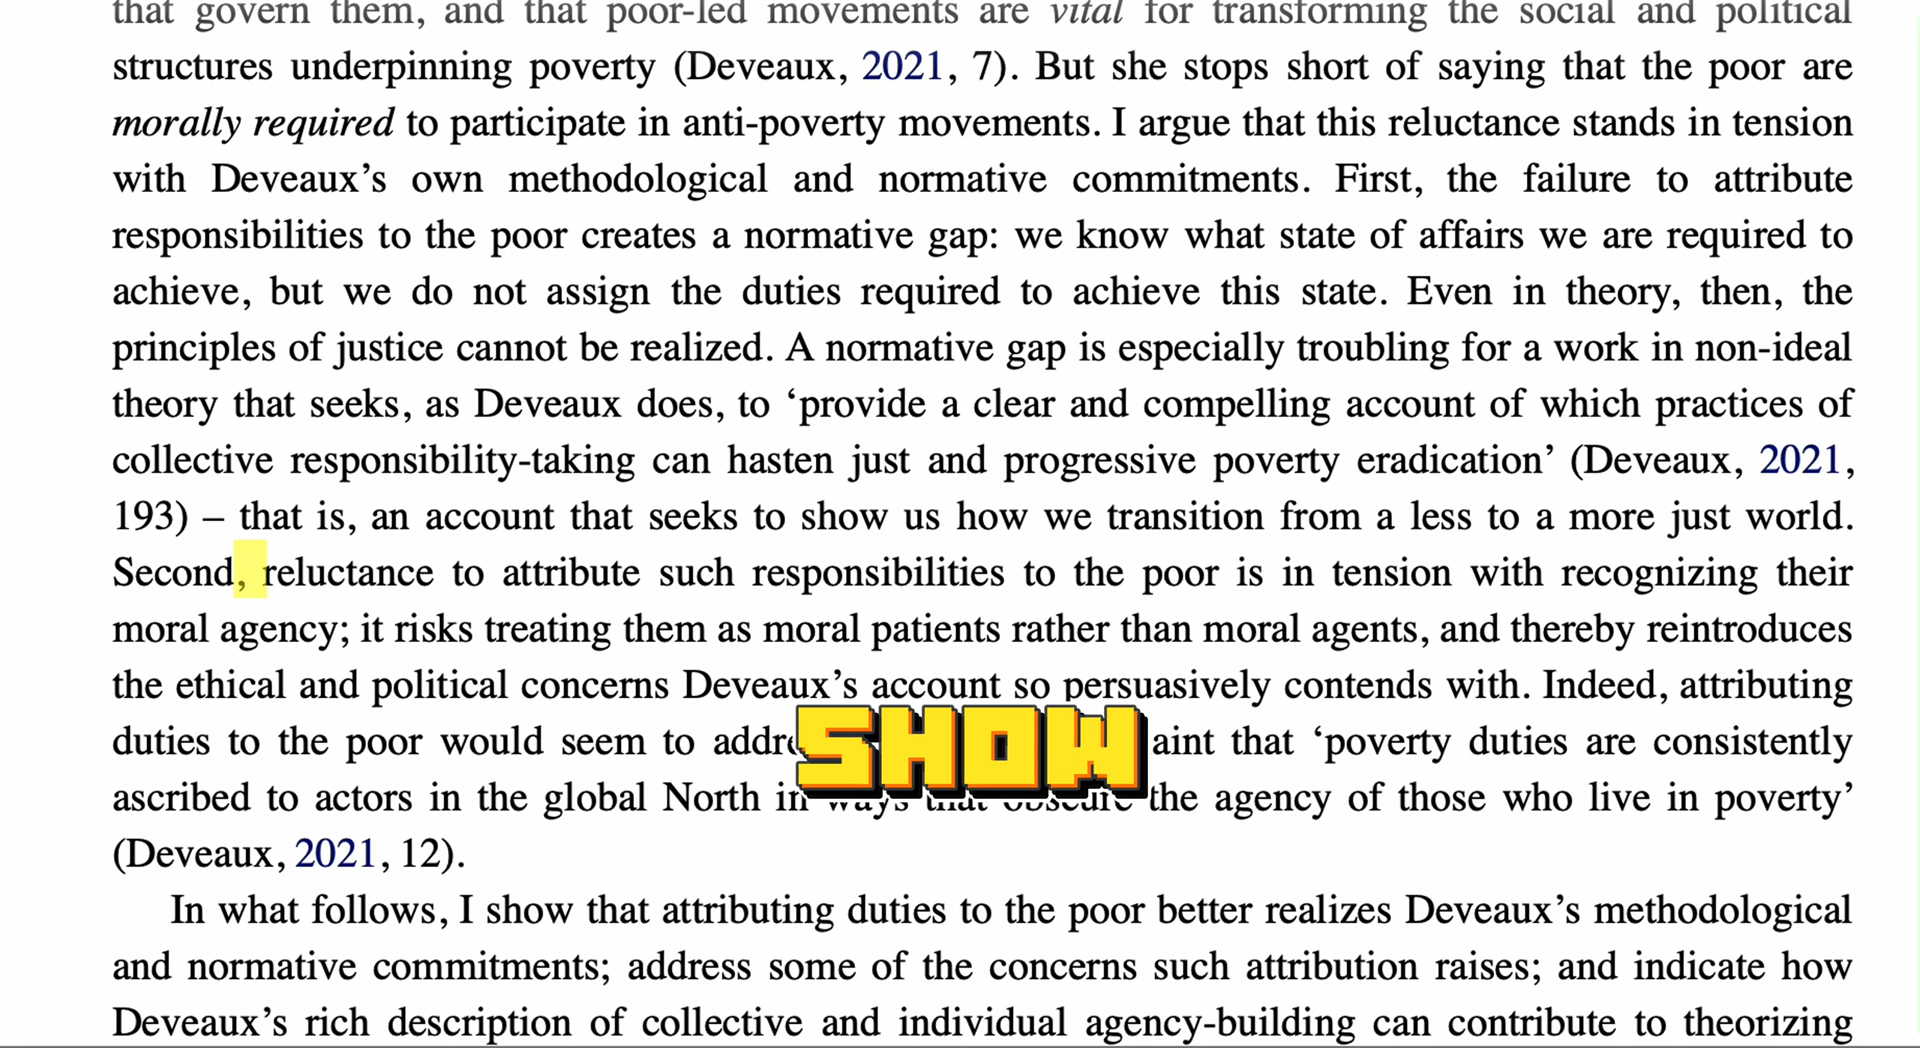 that govern them, and that poor-led movements are vital for transforming the social and political
structures underpinning poverty (Deveaux, 2021, 7). But she stops short of saying that the poor are
morally required to participate in anti-poverty movements. I argue that this reluctance stands in tension
with Deveaux’s own methodological and normative commitments. First, the failure to attribute
responsibilities to the poor creates a normative gap: we know what state of affairs we are required to
achieve, but we do not assign the duties required to achieve this state. Even in theory, then, the
principles of justice cannot be realized. A normative gap is especially troubling for a work in non-ideal
theory that seeks, as Deveaux does, to ‘provide a clear and compelling account of which practices of
collective responsibility-taking can hasten just and progressive poverty eradication’ (Deveaux, 2021,
193) – that is, an account that seeks to show us how we transition from a less to a more just world.
Second, reluctance to attribute such responsibilities to the poor is in tension with recognizing their
moral agency; it risks treating them as moral patients rather than moral agents, and thereby reintroduces
the ethical and political concerns Deveaux’s account so persuasively contends with. Indeed, attributing
duties to the poor would seem to SHOW that ‘poverty duties are consistently
ascribed to actors in the global North in ways that obscure the agency of those who live in poverty’
(Deveaux, 2021, 12).
In what follows, I show that attributing duties to the poor better realizes Deveaux’s methodological
and normative commitments; address some of the concerns such attribution raises; and indicate how
Deveaux’s rich description of collective and individual agency-building can contribute to theorizing